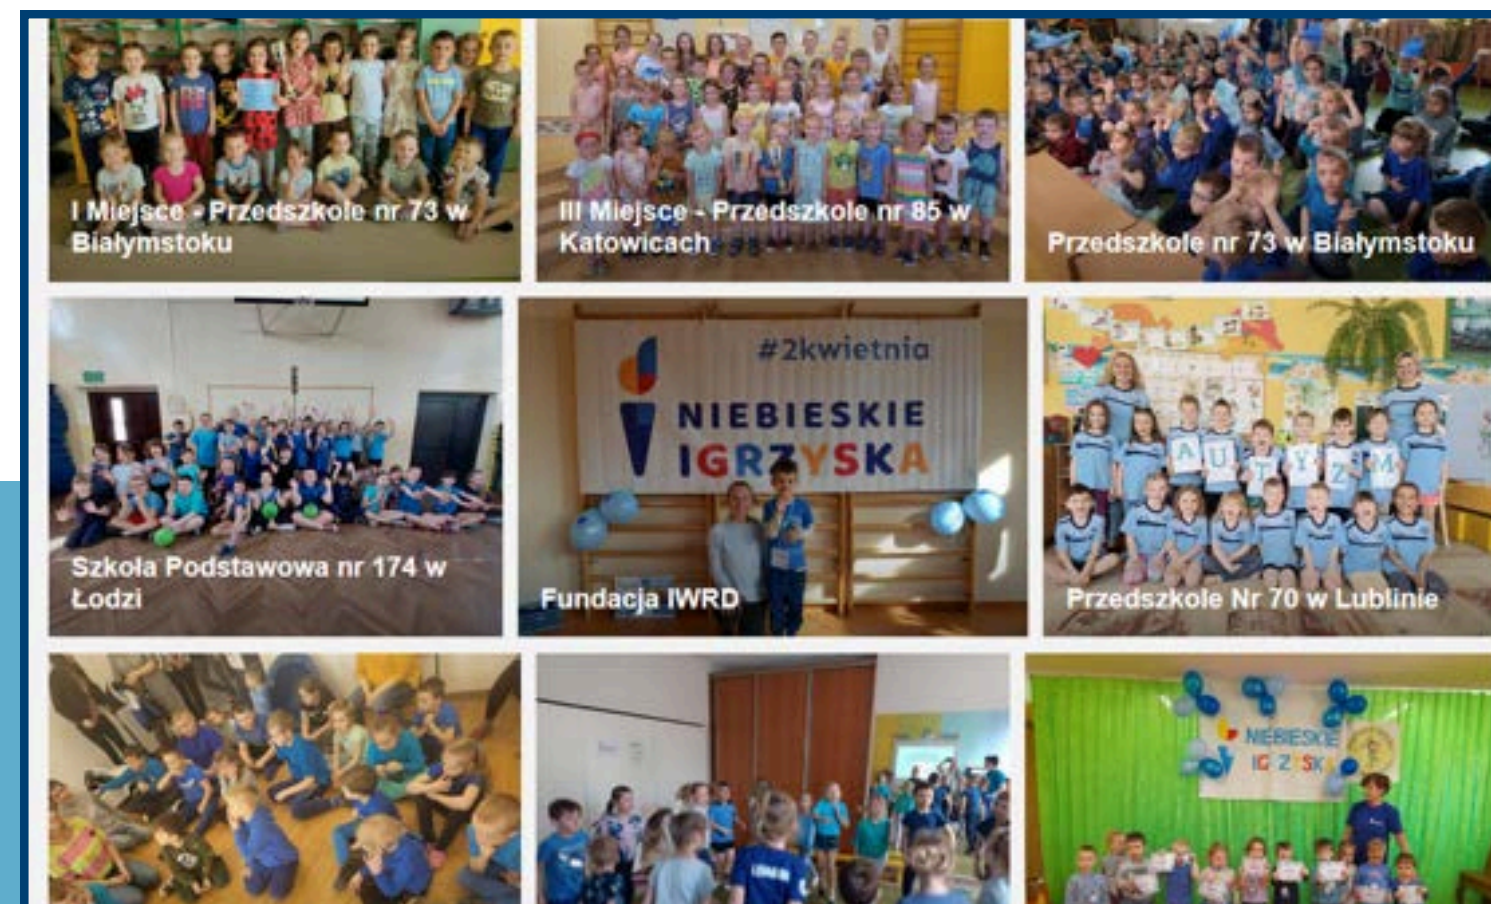 I Miejsce - Przedszkole nr 73 w
Białymstoku
III Miejsce - Przedszkole nr 85 w
Katowicach
Przedszkole nr 73 w Białymstoku
#2kwietnia
NIEBIESKIE
IGRZYSKA
AUTYZM
Szkoła Podstawowa nr 174 w
Łodzi
Fundacja IWRD
Przedszkole Nr 70 w Lublinie
NIEBIESKIE